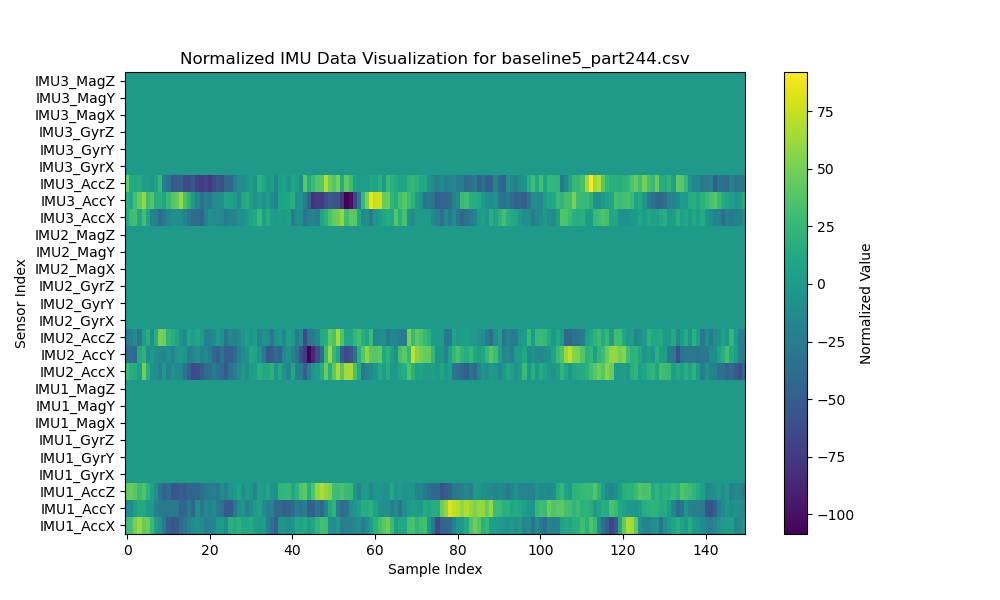 Normalized IMU Data Visualization for baseline5_part244.csv
IMU3_MagZ
IMU3_MagY
IMU3_MagX
IMU3_GyrZ
IMU3_GyrY
IMU3_GyrX
IMU3_AccZ
IMU3_AccY
IMU3_AccX
IMU2_MagZ
IMU2_MagY
IMU2_MagX
IMU2_GyrZ
IMU2_GyrY
IMU2_GyrX
IMU2_AccZ
IMU2_AccY
IMU2_AccX
IMU1_MagZ
IMU1_MagY
IMU1_MagX
IMU1_GyrZ
IMU1_GyrY
IMU1_GyrX
IMU1_AccZ
IMU1_AccY
IMU1_AccX
Sensor Index
0 20 40 60 80 100 120 140
Sample Index
75
50
25
0
−25
−50
−75
−100
Normalized Value